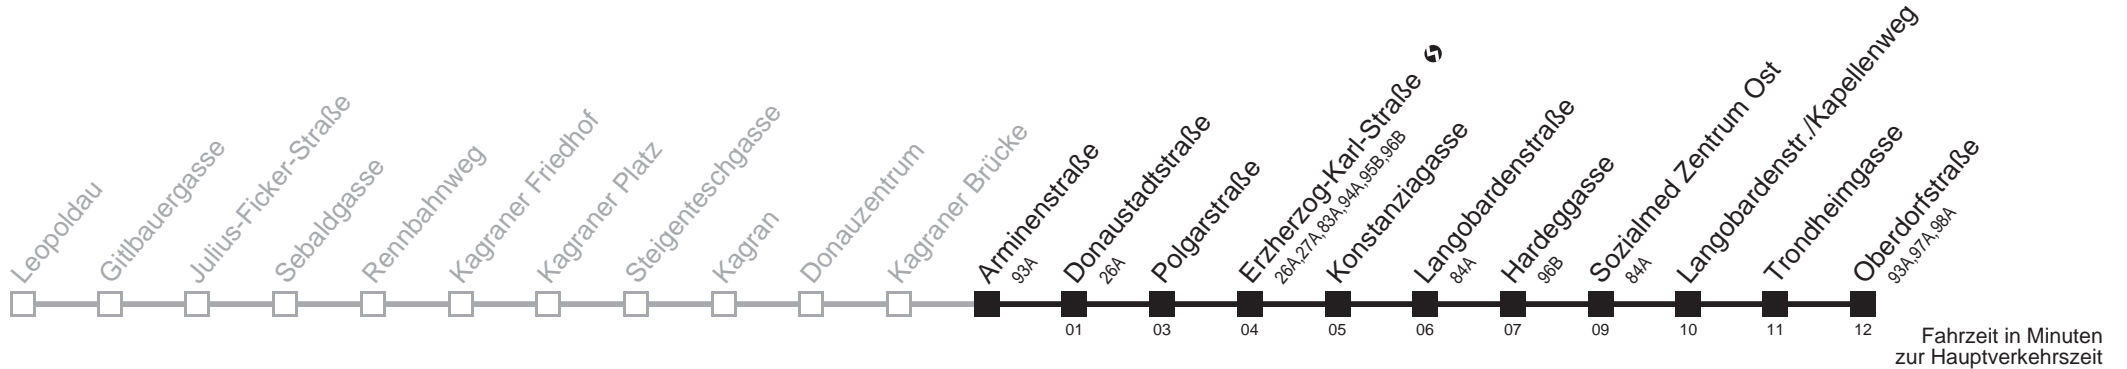 Leopoldau
Gitlbauergasse
Julius-Ficker-Straße
Sebaldgasse
Rennbahnweg
Kagraner Friedhof
Kagraner Platz
Steigenteschgasse
Kagran
Donauzentrum
Kagraner Brücke
Arminenstraße
93A
Donaustadtstraße
26A
Polgarstraße
Erzherzog-Karl-Straße
26A,27A,83A,94A,95B,96B
Konstanziagasse
Langobardenstraße
84A
Hardeggasse
96B
Sozialmed Zentrum Ost
84A
Langobardenstr./Kapellenweg
Trondheimgasse
Oberdorfstraße
93A,97A,98A
01 03 04 05 06 07 09 10 11 12
Fahrzeit in Minuten
zur Hauptverkehrszeit